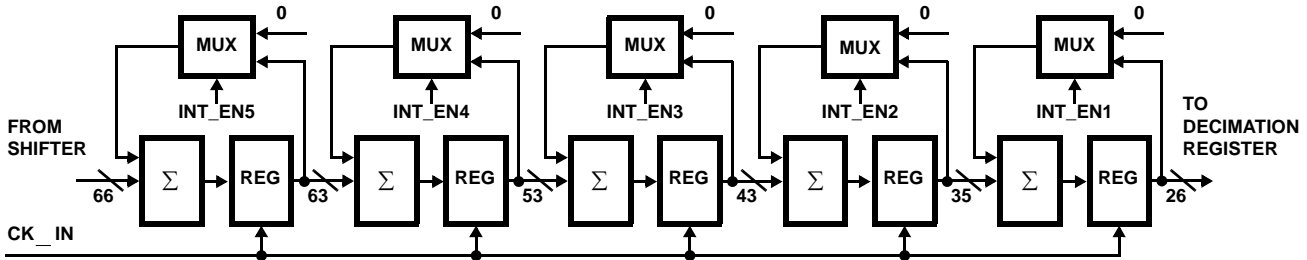 0 0 0 0 0
MUX MUX MUX MUX MUX
INT_EN5 INT_EN4 INT_EN3 INT_EN2 INT_EN1
FROM
SHIFTER
TO
DECIMATION
REGISTER
Σ REG Σ REG Σ REG Σ REG Σ REG
66 63 53 43 35 26
CK_IN